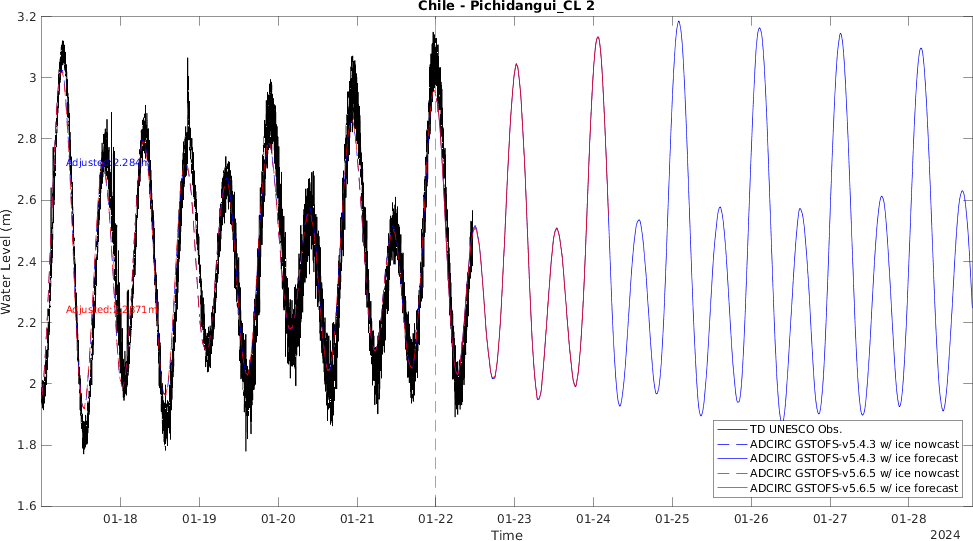 Chile - Pichidangui_CL 2
Water Level (m)
3.2
3
2.8
2.6
2.4
2.2
2
1.8
1.6
Adjusted:2.284m
TD UNESCO Obs.
ADCIRC GSTOFS-v5.4.3 w/ ice nowcast
ADCIRC GSTOFS-v5.4.3 w/ ice forecast
ADCIRC GSTOFS-v5.6.5 w/ ice nowcast
ADCIRC GSTOFS-v5.6.5 w/ ice forecast
01-18 01-19 01-20 01-21 01-22 01-23 01-24 01-25 01-26 01-27 01-28
Time
2024